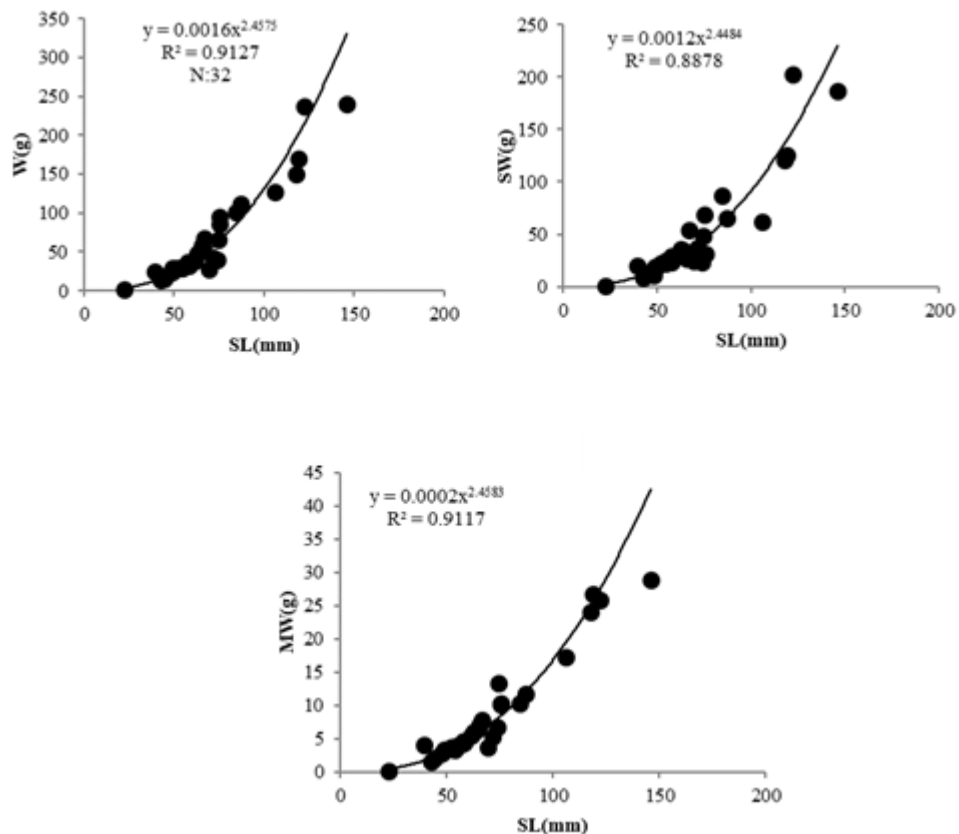 y = 0.0016x^2.4575
R² = 0.9127
N:32
350
300
250
200
150
100
50
0
W(g)
0 50 100 150 200
SL(mm)
y = 0.0012x^2.4484
R² = 0.8878
250
200
150
100
50
0
SW(g)
0 50 100 150 200
SL(mm)
y = 0.0002x^2.4583
R² = 0.9117
45
40
35
30
25
20
15
10
5
0
MW(g)
0 50 100 150 200
SL(mm)